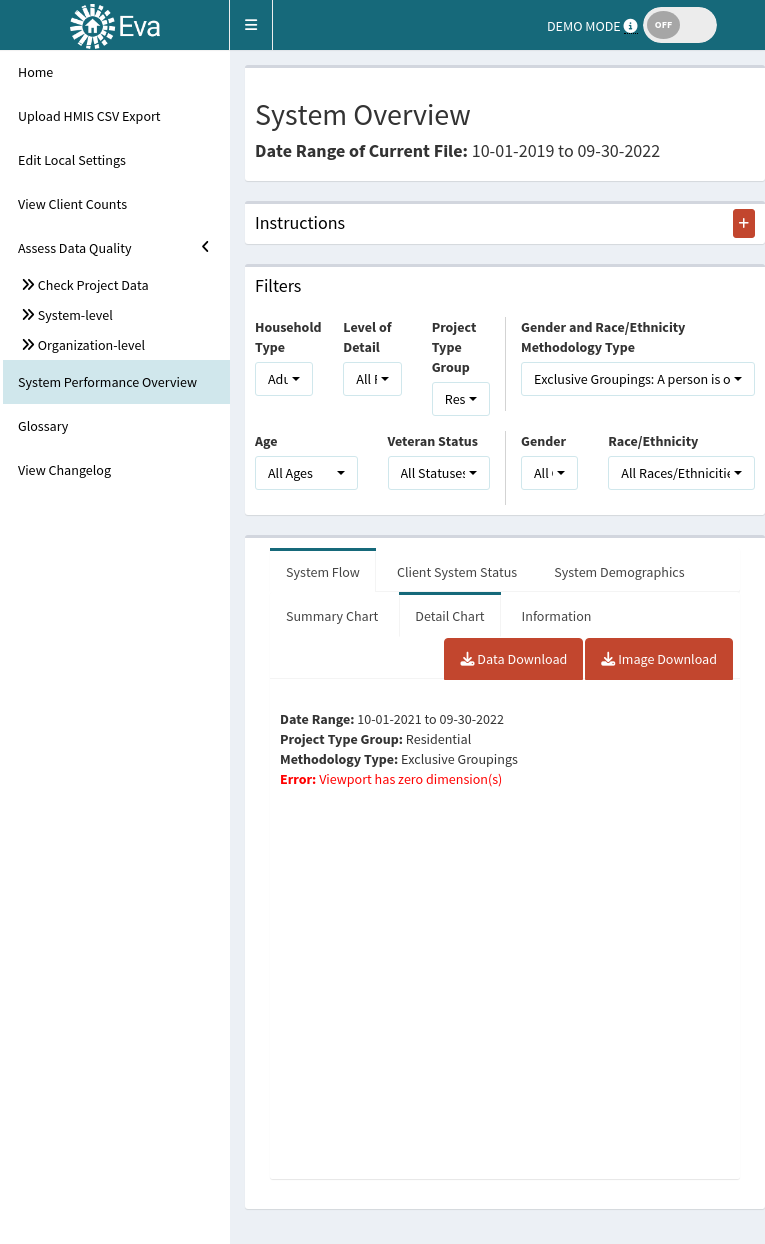 Eva
DEMO MODE
OFF
Home
Upload HMIS CSV Export
Edit Local Settings
View Client Counts
Assess Data Quality
Check Project Data
System-level
Organization-level
System Performance Overview
Glossary
View Changelog
System Overview
Date Range of Current File: 10-01-2019 to 09-30-2022
Instructions
Filters
Household
Type
Level of
Detail
Project
Type
Group
Gender and Race/Ethnicity
Methodology Type
Adu
All
Res
Exclusive Groupings: A person is o
Age
Veteran Status
Gender
Race/Ethnicity
All Ages
All Statuses
All
All Races/Ethnicitie
System Flow
Client System Status
System Demographics
Summary Chart
Detail Chart
Information
Data Download
Image Download
Date Range: 10-01-2021 to 09-30-2022
Project Type Group: Residential
Methodology Type: Exclusive Groupings
Error: Viewport has zero dimension(s)